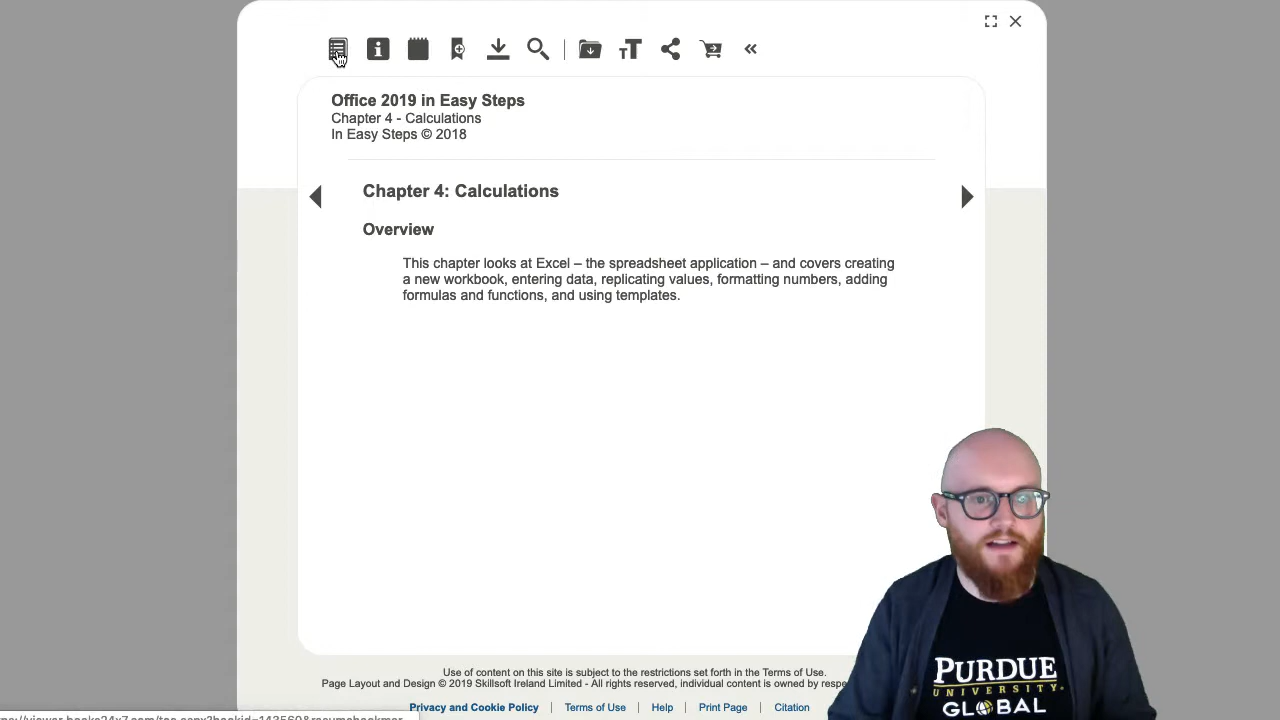 Office 2019 in Easy Steps
Chapter 4 - Calculations
In Easy Steps © 2018
Chapter 4: Calculations
Overview
This chapter looks at Excel – the spreadsheet application – and covers creating
a new workbook, entering data, replicating values, formatting numbers, adding
formulas and functions, and using templates.
Use of content on this site is subject to the restrictions set forth in the Terms of Use.
Page Layout and Design © 2019 Skillsoft Ireland Limited - All rights reserved, individual content is owned by
Privacy and Cookie Policy | Terms of Use | Help | Print Page | Citation
PURDUE
UNIVERSITY
GLOBAL